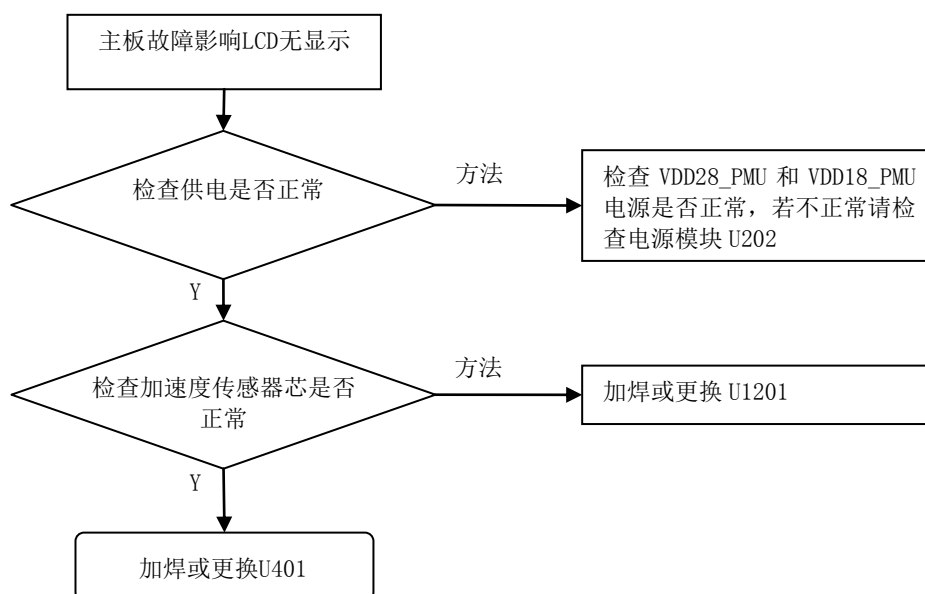 主板故障影响LCD无显示
检查供电是否正常
方法
检查 VDD28_PMU 和 VDD18_PMU
电源是否正常，若不正常请检
查电源模块 U202
Y
检查加速度传感器芯是否
正常
方法
加焊或更换 U1201
Y
加焊或更换U401